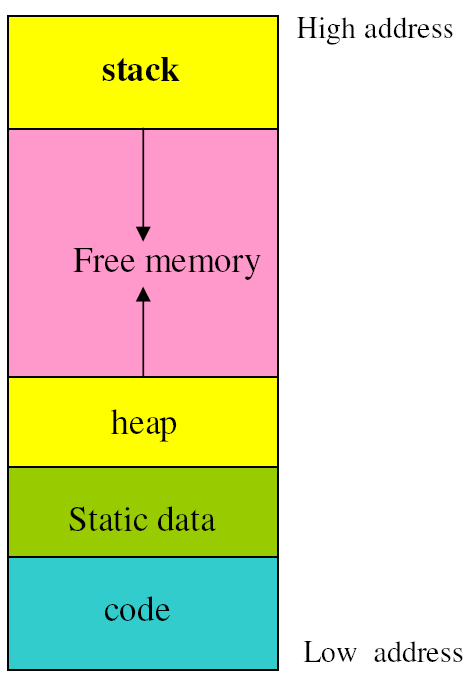 High address
stack
Free memory
heap
Static data
code
Low address